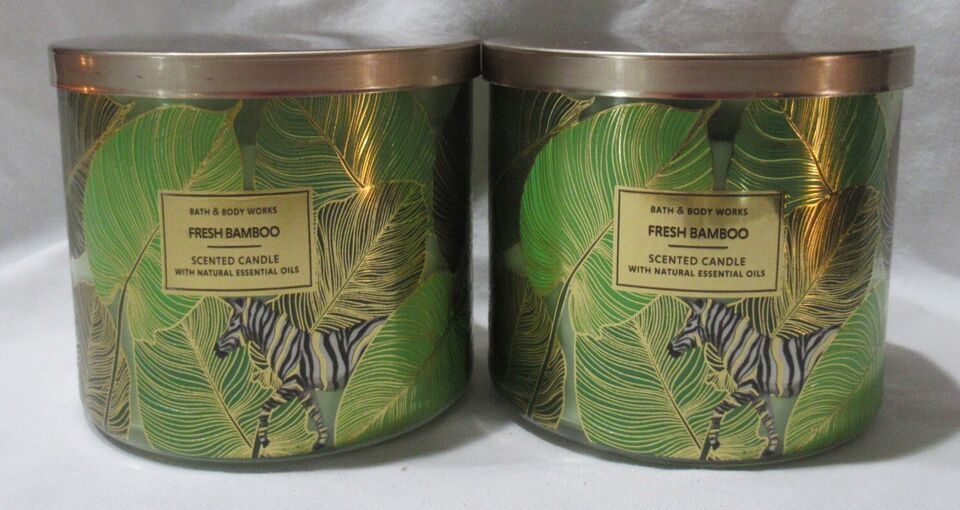 BATH & BODY WORKS
FRESH BAMBOO
SCENTED CANDLE
WITH NATURAL ESSENTIAL OILS
BATH & BODY WORKS
FRESH BAMBOO
SCENTED CANDLE
WITH NATURAL ESSENTIAL OILS